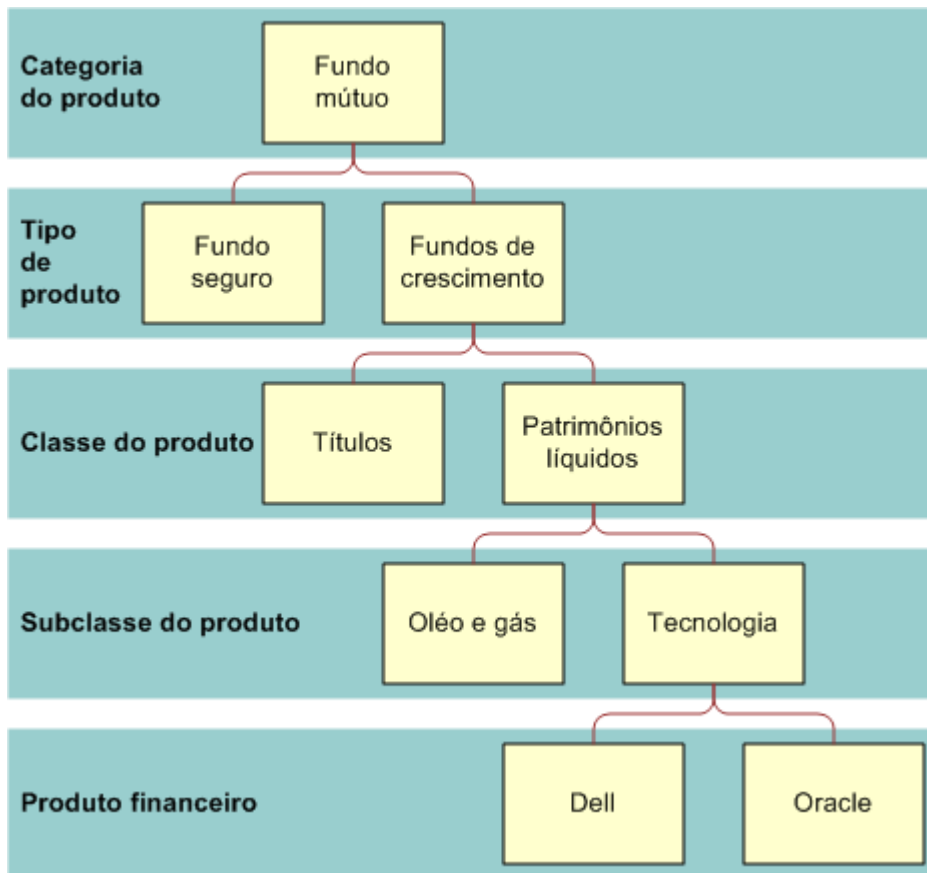 Categoria
do produto
Fundo
mútuo
Tipo
de
produto
Fundo
seguro
Fundos de
crescimento
Classe do produto
Títulos
Patrimônios
líquidos
Subclasse do produto
Oléo e gás
Tecnologia
Produto financeiro
Dell
Oracle